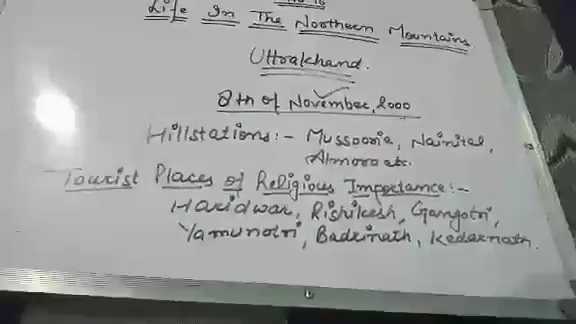 Life In The Northern Mountains
Uttrakhand.
9th of November, 2000
Hillstations:- Mussoorie, Nainital,
Almora etc.
Tourist Places of Religious Importance:-
Haridwar, Rishikesh, Gangotri,
Yamunotri, Badrinath, Kedarnath.